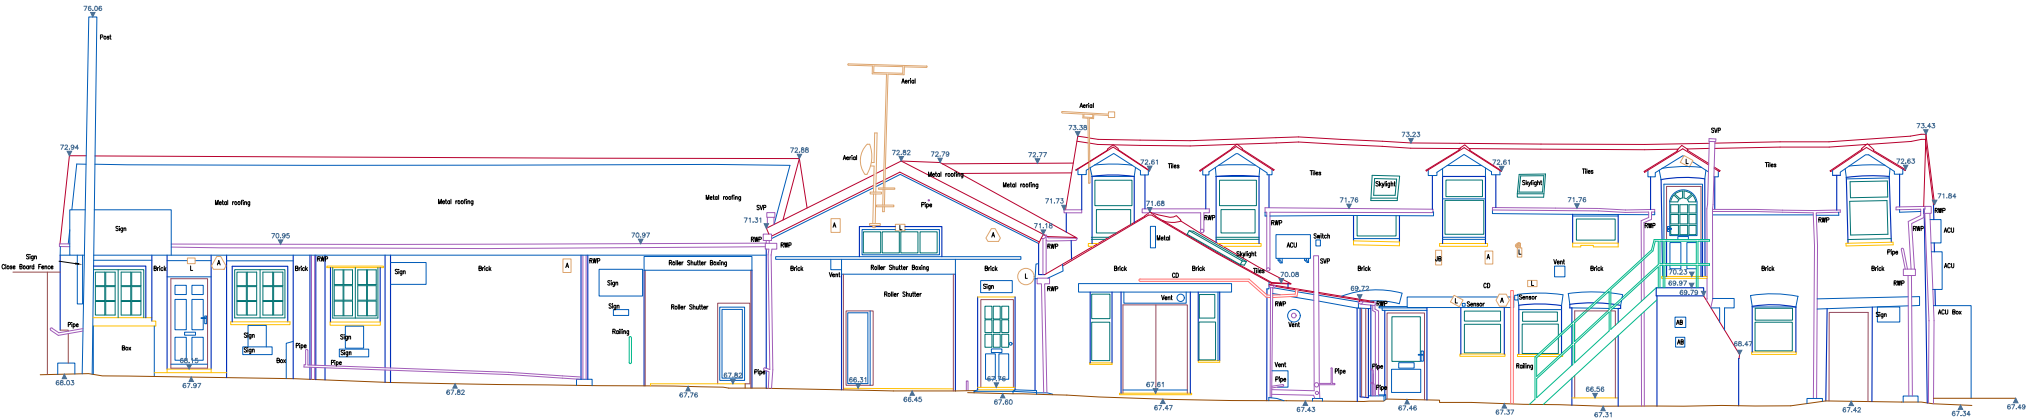 76.06
Post
Aerial
Aerial
73.38
73.23
SVP
73.43
72.94
72.88
Aerial
72.82
72.79
72.77
72.61
Tiles
Tiles
72.61
Tiles
Tiles
72.63
Metal roofing
Metal roofing
Skylight
Skylight
Metal roofing
Metal roofing
Metal roofing
Pipe
SVP
71.31
71.73
71.68
71.76
71.76
71.84
RWP
Sign
A
L
A
71.18
RWP
RWP
RWP
RWP
RWP
RWP
ACU
70.95
70.97
RWP
RWP
RWP
Metal
ACU
Switch
JB
A
L
Skylight
SVP
Pipe
Sign
Close Board Fence
Brick
L
A
Brick
RWP
Sign
Brick
A
Roller Shutter Boxing
Brick
Vent
Roller Shutter Boxing
Brick
L
Brick
CD
Brick
Tiles
Brick
Vent
Brick
70.23
Brick
RWP
ACU
Sign
Roller Shutter
Sign
RWP
70.08
CD
L
69.97
69.79
Sign
Roller Shutter
Vent
RWP
69.72
RWP
L
Sensor
A
Sensor
Sign
ACU Box
Pipe
Box
Sign
Sign
Box
Pipe
Sign
Sign
Pipe
Railing
Vent
AB
AB
68.47
68.15
Vent
Pipe
Pipe
Pipe
Pipe
Pipe
Railing
68.03
67.97
67.82
67.76
67.82
Pipe
66.31
66.45
67.76
67.60
67.61
67.47
67.43
67.46
67.37
66.56
67.31
67.42
67.34
67.49